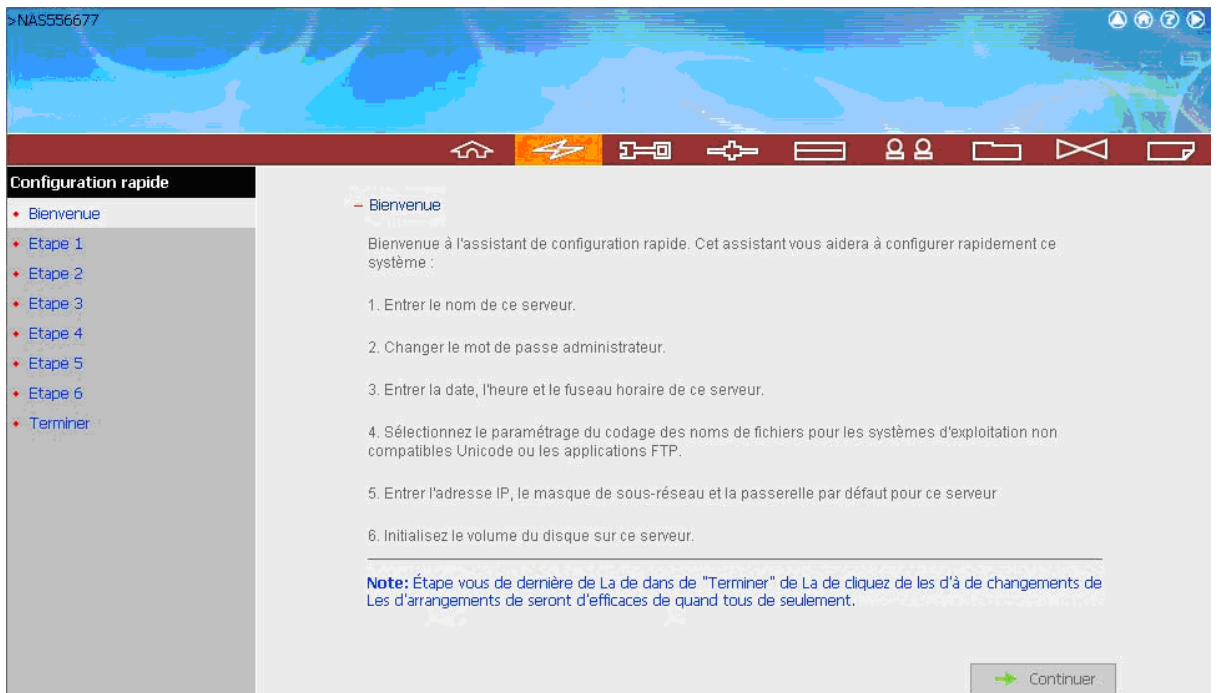 >NAS556677
Configuration rapide
Bienvenue
Etape 1
Etape 2
Etape 3
Etape 4
Etape 5
Etape 6
Terminer
– Bienvenue
Bienvenue à l'assistant de configuration rapide. Cet assistant vous aidera à configurer rapidement ce
système :
1. Entrer le nom de ce serveur.
2. Changer le mot de passe administrateur.
3. Entrer la date, l'heure et le fuseau horaire de ce serveur.
4. Sélectionnez le paramétrage du codage des noms de fichiers pour les systèmes d'exploitation non
compatibles Unicode ou les applications FTP.
5. Entrer l'adresse IP, le masque de sous-réseau et la passerelle par défaut pour ce serveur
6. Initialisez le volume du disque sur ce serveur.
Note: Étape vous de dernière de La de dans de "Terminer" de La de cliquez de les d'à de changements de
Les d'arrangements de seront d'efficaces de quand tous de seulement.
Continuer